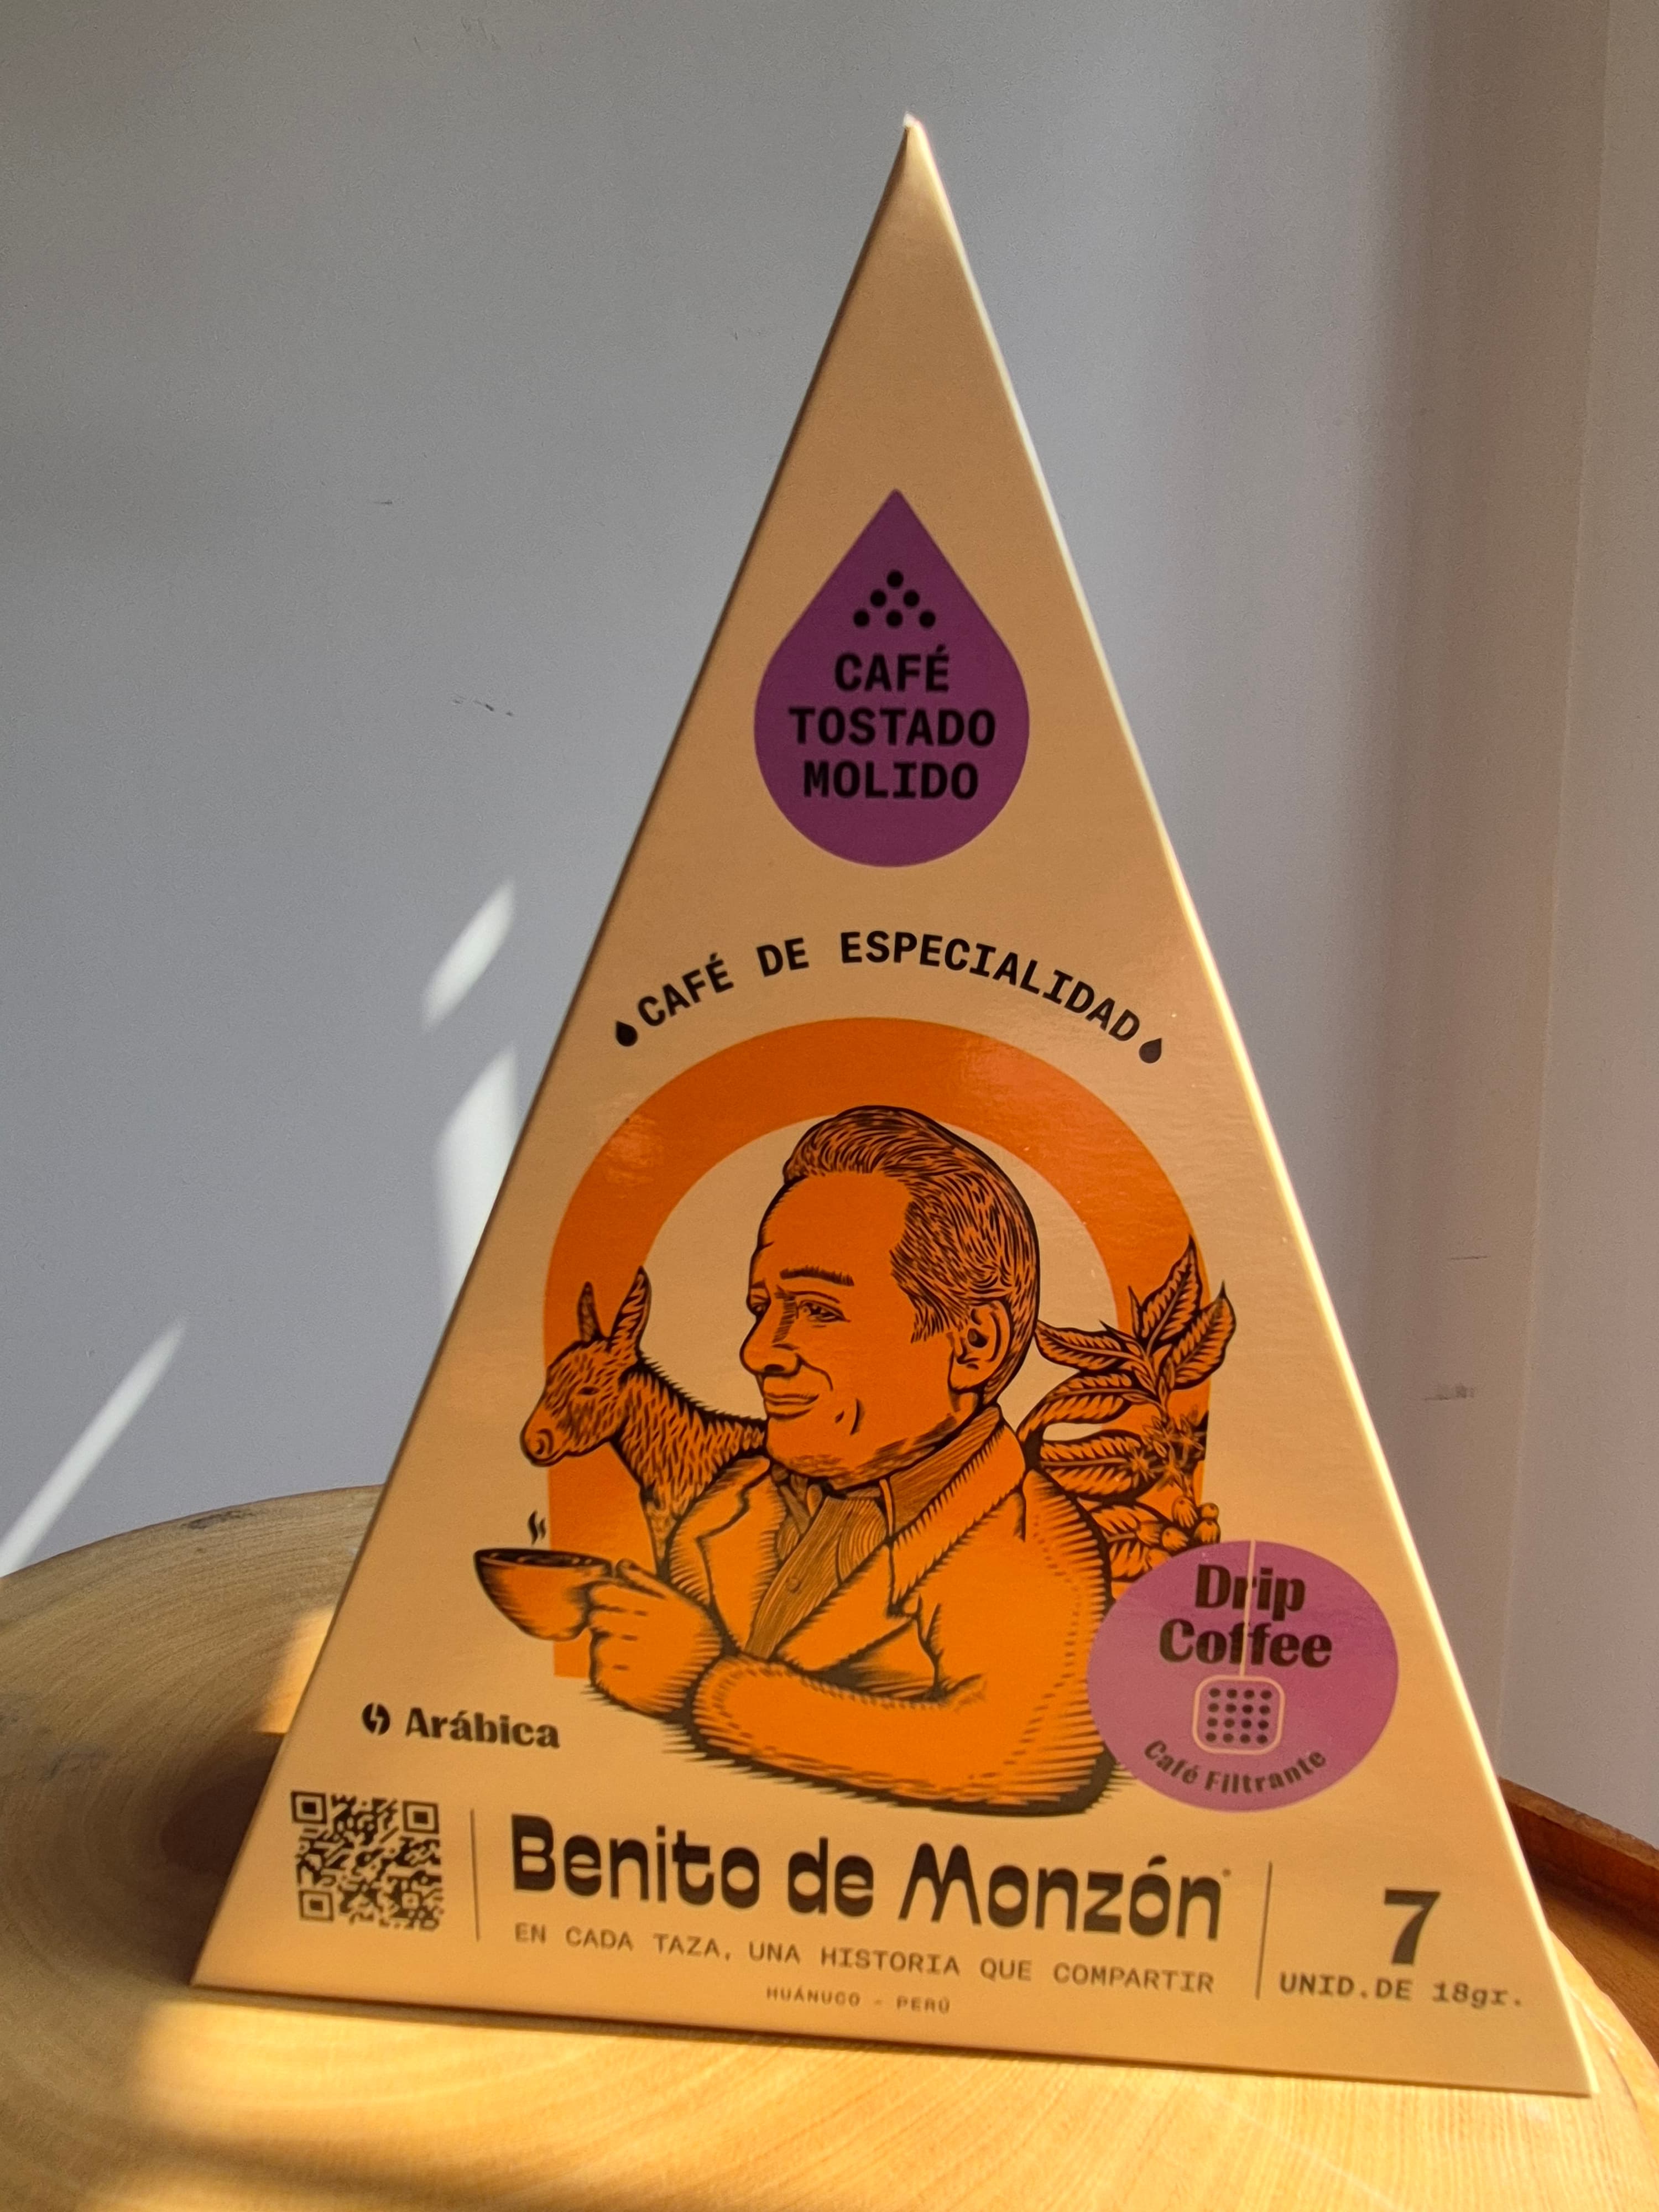 CAFÉ
TOSTADO
MOLIDO
CAFÉ DE ESPECIALIDAD
Drip
Coffee
Café Filtrante
Arábica
Benito de Monzón
EN CADA TAZA, UNA HISTORIA QUE COMPARTIR
HUÁNUCO - PERÚ
7
UNID.DE 18gr.